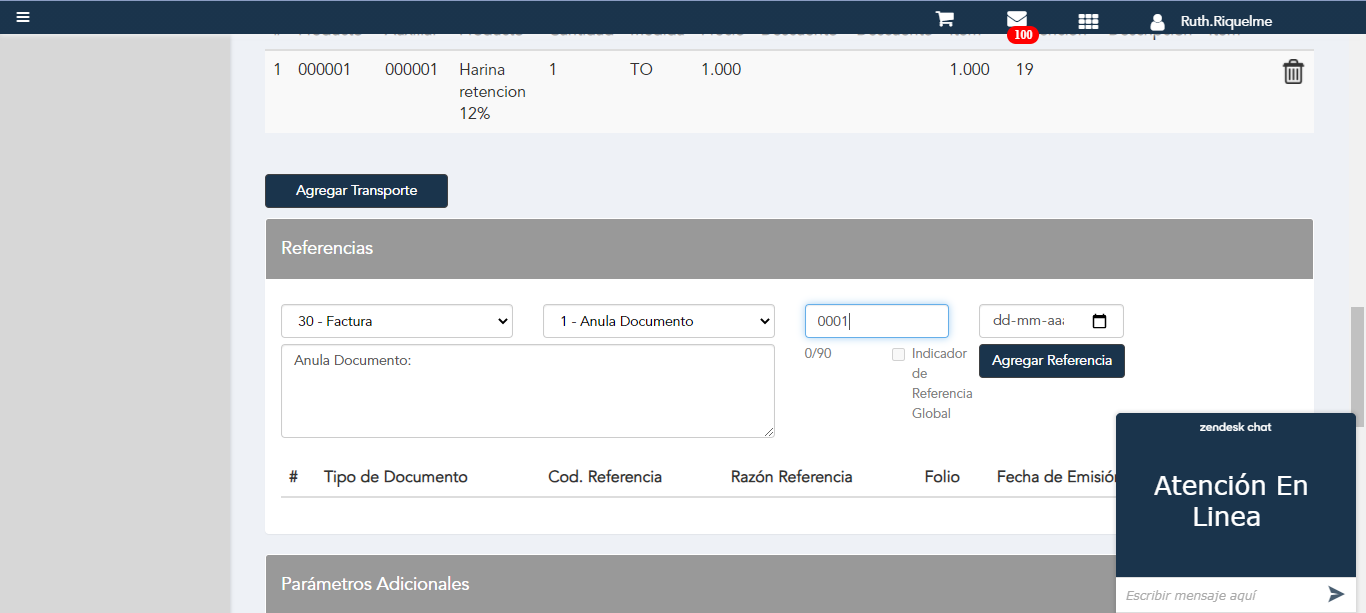 Ruth.Riquelme
100
1 000001 000001 Harina 1 TO 1.000 1.000 19
retencion
12%
Agregar Transporte
Referencias
30 - Factura 1 - Anula Documento 0001 dd-mm-aa
Anula Documento:
0/90 Indicador
de
Referencia
Global
Agregar Referencia
# Tipo de Documento Cod. Referencia Razón Referencia Folio Fecha de Emisión
Parámetros Adicionales
zendesk chat
Atención En
Linea
Escribir mensaje aquí